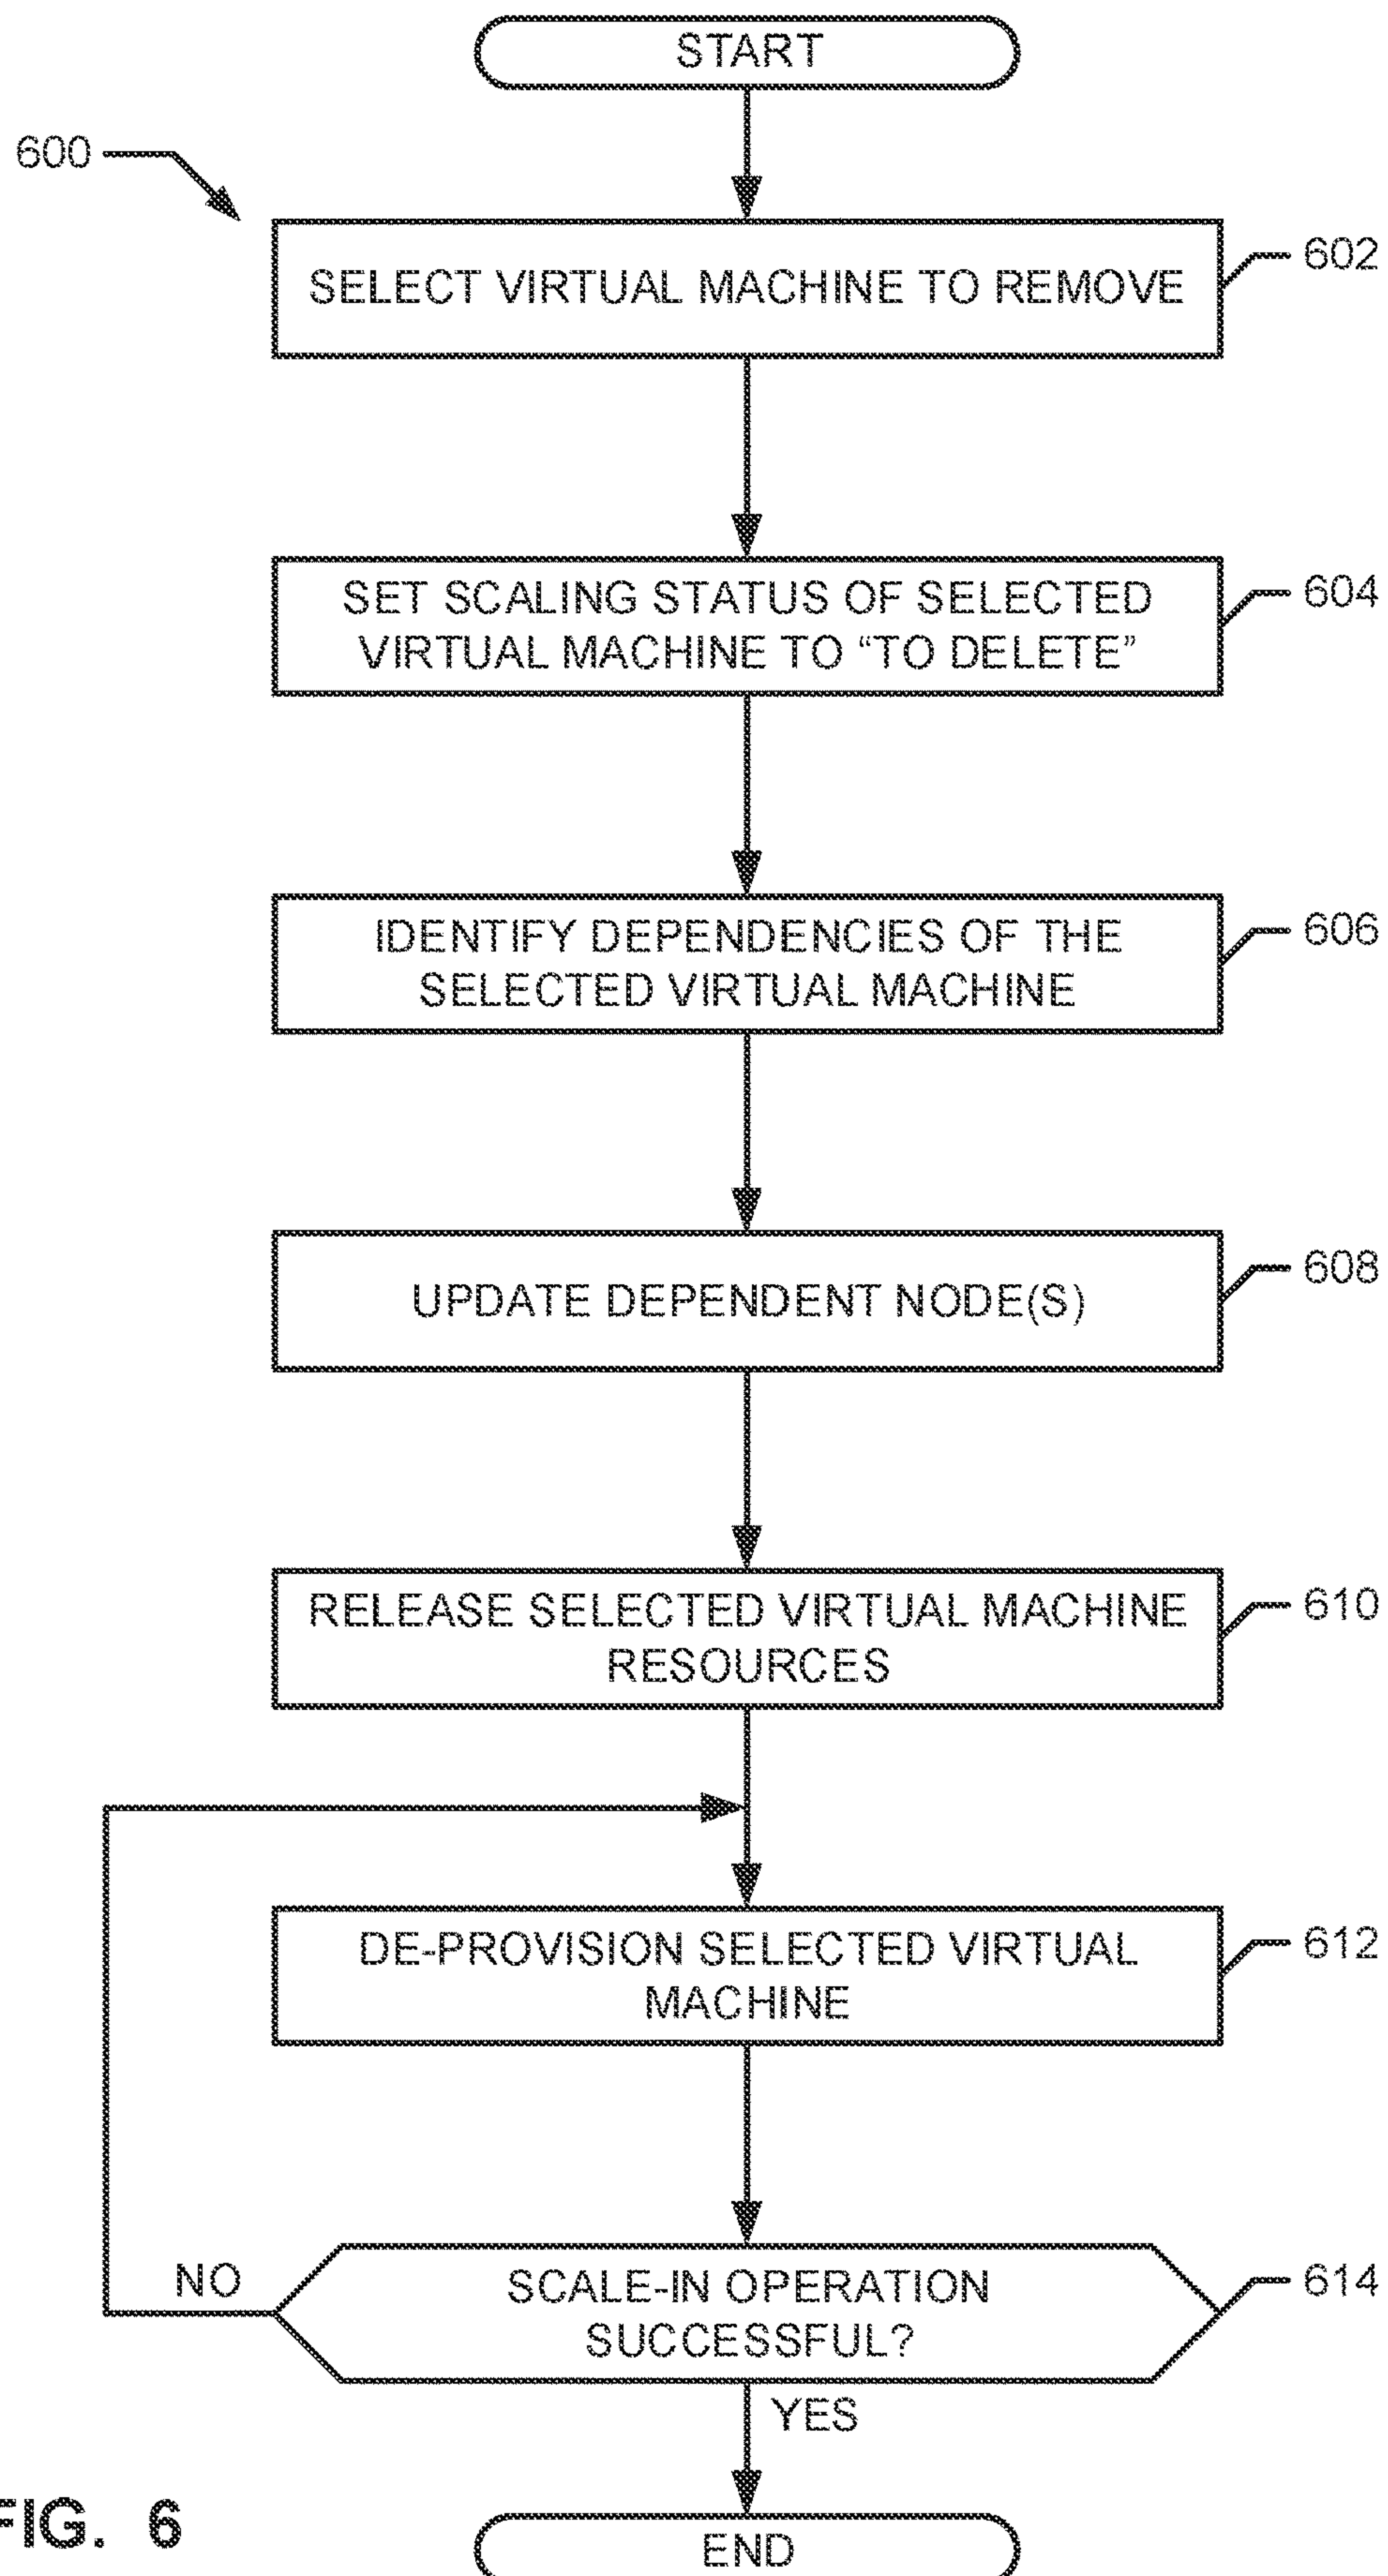 START
600
SELECT VIRTUAL MACHINE TO REMOVE
602
SET SCALING STATUS OF SELECTED
VIRTUAL MACHINE TO “TO DELETE”
604
IDENTIFY DEPENDENCIES OF THE
SELECTED VIRTUAL MACHINE
606
UPDATE DEPENDENT NODE(S)
608
RELEASE SELECTED VIRTUAL MACHINE
RESOURCES
610
DE-PROVISION SELECTED VIRTUAL
MACHINE
612
SCALE-IN OPERATION
SUCCESSFUL?
614
NO
YES
END
FIG. 6